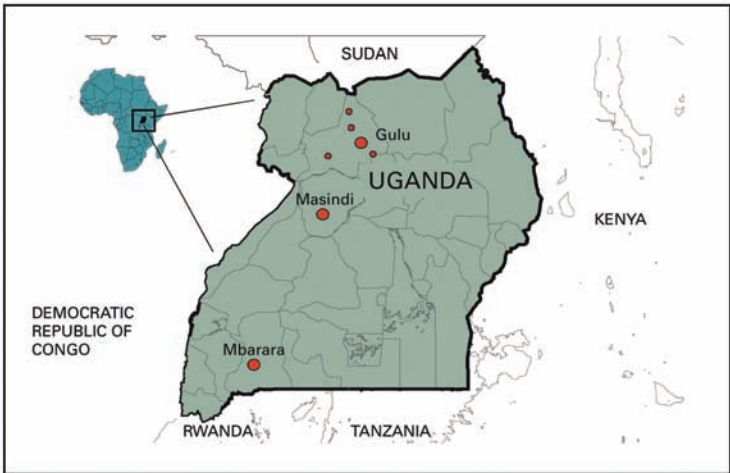 SUDAN
Gulu
UGANDA
Masindi
KENYA
DEMOCRATIC
REPUBLIC OF
CONGO
Mbarara
RWANDA
TANZANIA